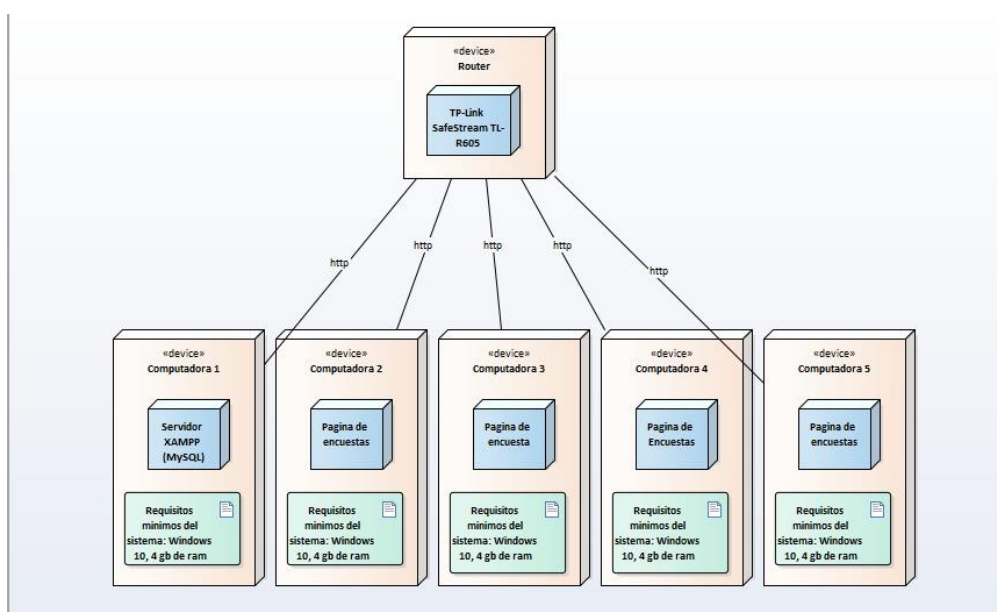 «device»
Router
TP-Link
SafeStream TL-
R605
http
http
http
http
http
«device»
Computadora 1
Servidor
XAMPP
(MySQL)
Requisitos
minimos del
sistema: Windows
10, 4 gb de ram
«device»
Computadora 2
Pagina de
encuestas
Requisitos
minimos del
sistema: Windows
10, 4 gb de ram
«device»
Computadora 3
Pagina de
encuesta
Requisitos
minimos del
sistema: Windows
10, 4 gb de ram
«device»
Computadora 4
Pagina de
Encuestas
Requisitos
minimos del
sistema: Windows
10, 4 gb de ram
«device»
Computadora 5
Pagina de
encuestas
Requisitos
minimos del
sistema: Windows
10, 4 gb de ram